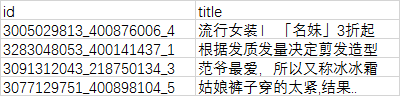 id title
3005029813_400876006_4 流行女装！「名妹」3折起
3283048053_400141437_1 根据发质发量决定剪发造型
3091312043_218750134_3 范爷最爱，所以又称冰冰霜
3077129751_400898104_5 姑娘裤子穿的太紧,结果..